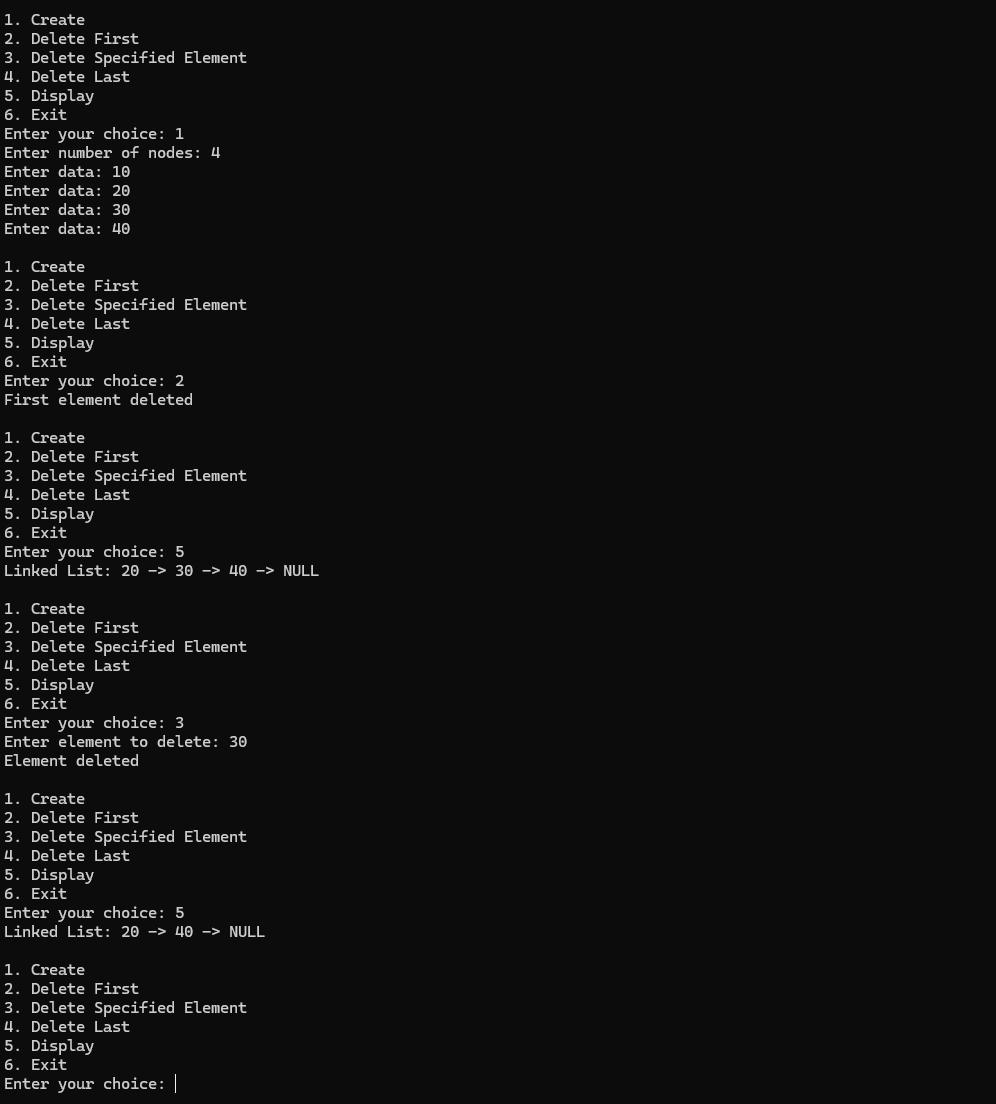 1. Create
2. Delete First
3. Delete Specified Element
4. Delete Last
5. Display
6. Exit
Enter your choice: 1
Enter number of nodes: 4
Enter data: 10
Enter data: 20
Enter data: 30
Enter data: 40

1. Create
2. Delete First
3. Delete Specified Element
4. Delete Last
5. Display
6. Exit
Enter your choice: 2
First element deleted

1. Create
2. Delete First
3. Delete Specified Element
4. Delete Last
5. Display
6. Exit
Enter your choice: 5
Linked List: 20 -> 30 -> 40 -> NULL

1. Create
2. Delete First
3. Delete Specified Element
4. Delete Last
5. Display
6. Exit
Enter your choice: 3
Enter element to delete: 30
Element deleted

1. Create
2. Delete First
3. Delete Specified Element
4. Delete Last
5. Display
6. Exit
Enter your choice: 5
Linked List: 20 -> 40 -> NULL

1. Create
2. Delete First
3. Delete Specified Element
4. Delete Last
5. Display
6. Exit
Enter your choice: